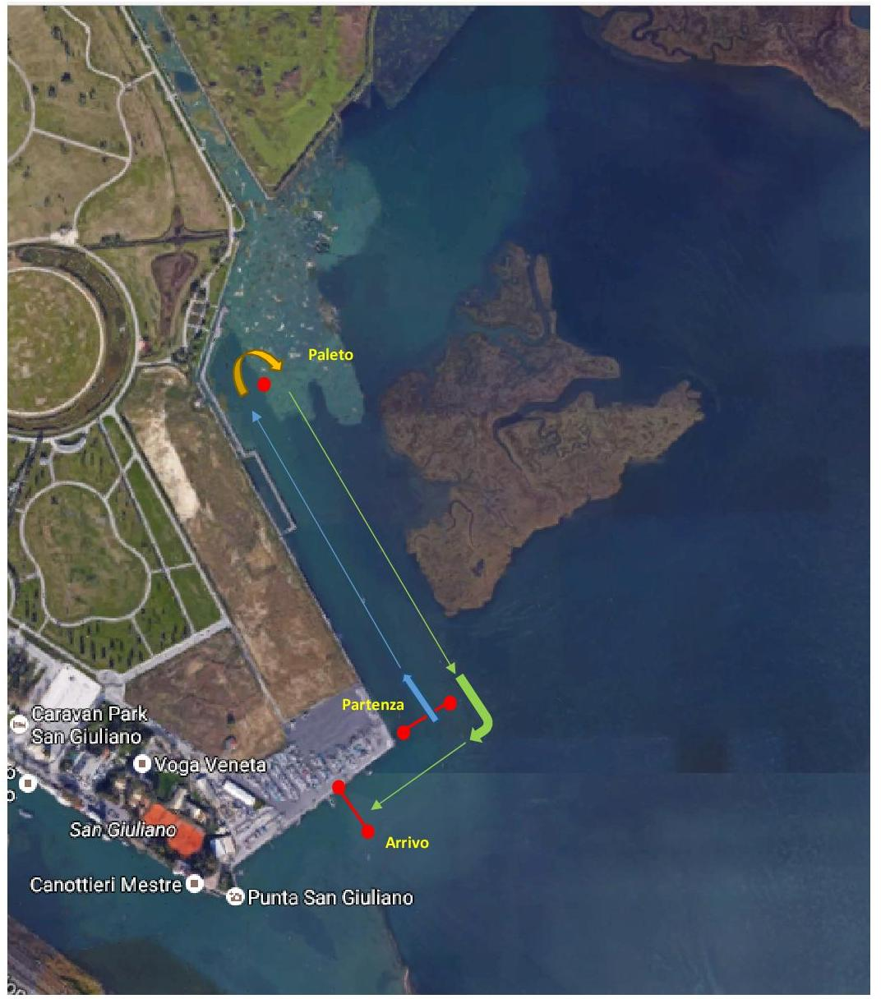 Paleto
Partenza
Caravan Park
San Giuliano
Voga Veneta
San Giuliano
Arrivo
Canottieri Mestre
Punta San Giuliano